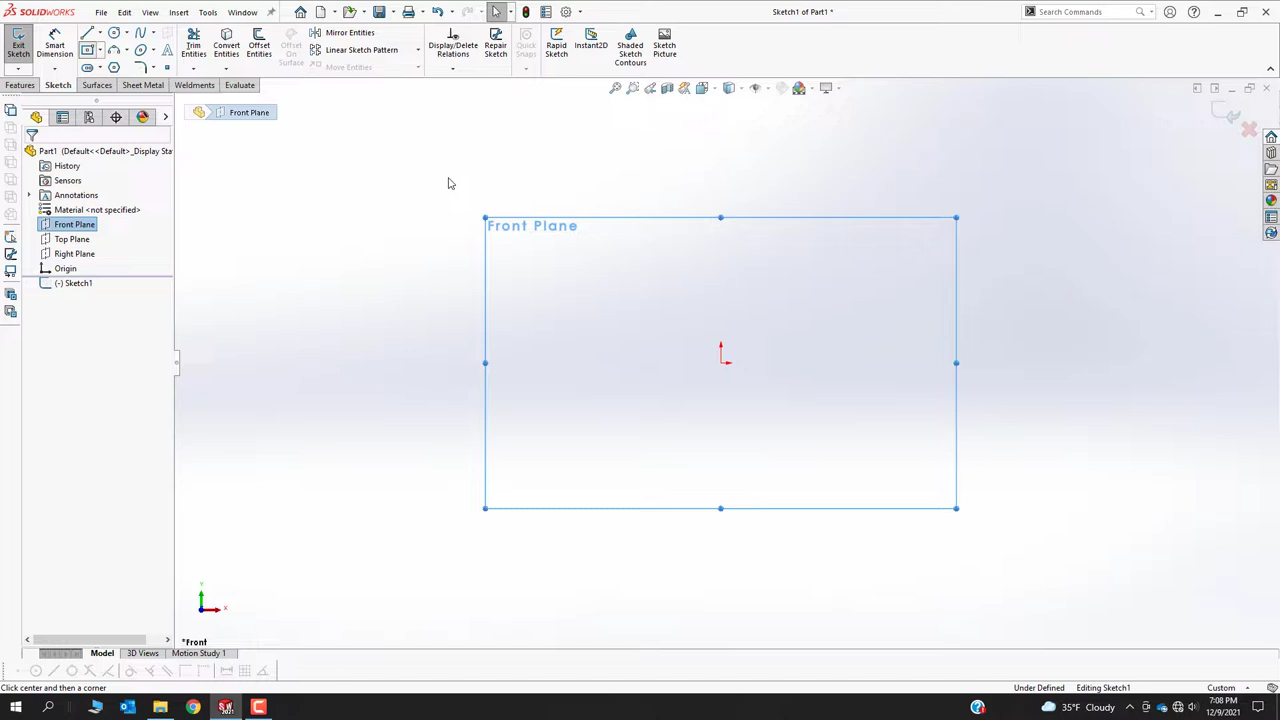 SOLIDWORKS File Edit View Insert Tools Window Sketch1 of Part1 * Search Commands
Exit Sketch Smart Dimension Trim Entities Convert Entities Offset Entities Offset On Surface Mirror Entities Linear Sketch Pattern Move Entities Display/Delete Relations Repair Sketch Quick Snaps Rapid Sketch Instant2D Shaded Sketch Contours Sketch Picture
Features Sketch Surfaces Sheet Metal Weldments Evaluate
Front Plane
Part1 (Default<<Default>_Display Sta
History
Sensors
Annotations
Material <not specified>
Front Plane
Top Plane
Right Plane
Origin
(-) Sketch1
Front Plane
Y
X
*Front
Model 3D Views Motion Study 1
Click center and then a corner Under Defined Editing Sketch1 Custom
35°F Cloudy 7:08 PM
12/9/2021